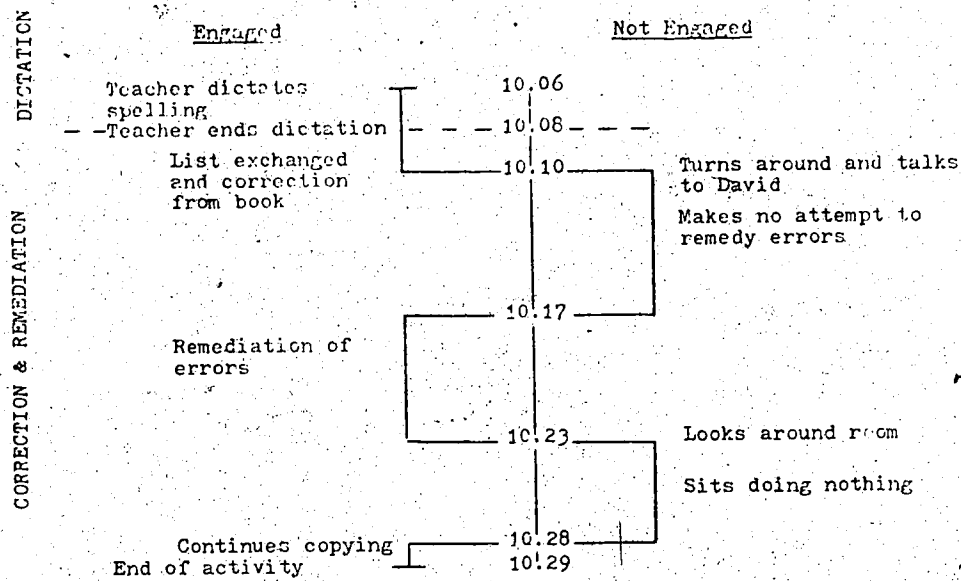 DICTATION
CORRECTION & REMEDIATION
Engaged
Not Engaged
Teacher dictates
spelling
10.06
Teacher ends dictation
10.08
List exchanged
and correction
from book
10.10
Turns around and talks
to David
Makes no attempt to
remedy errors
10.17
Remediation of
errors
10.23
Looks around room
Sits doing nothing
Continues copying
10.28
End of activity
10.29